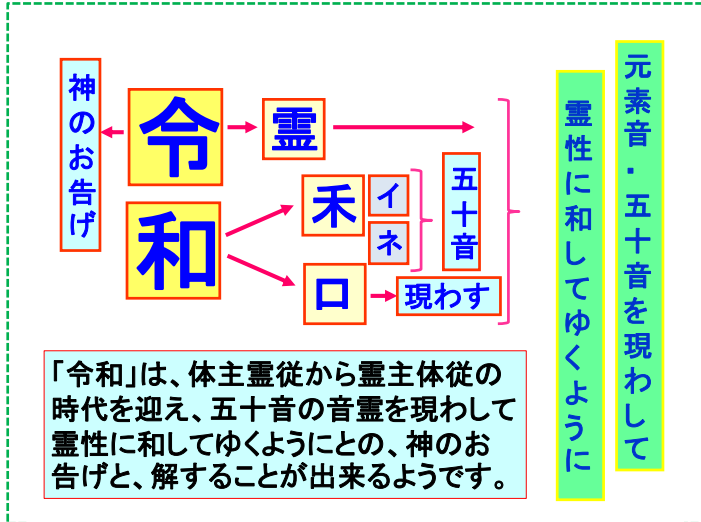 元素音・五十音を現わして
霊性に和してゆくように
神のお告げ
令
霊
和
禾
イ
ネ
五十音
口
現わす
「令和」は、体主霊従から霊主体従の
時代を迎え、五十音の音霊を現わして
霊性に和してゆくようにとの、神のお
告げと、解することが出来るようです。